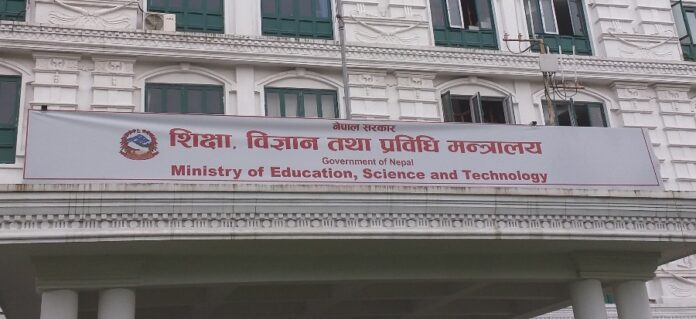 नेपाल सरकार
शिक्षा, विज्ञान तथा प्रविधि मन्त्रालय
Government of Nepal
Ministry of Education, Science and Technology